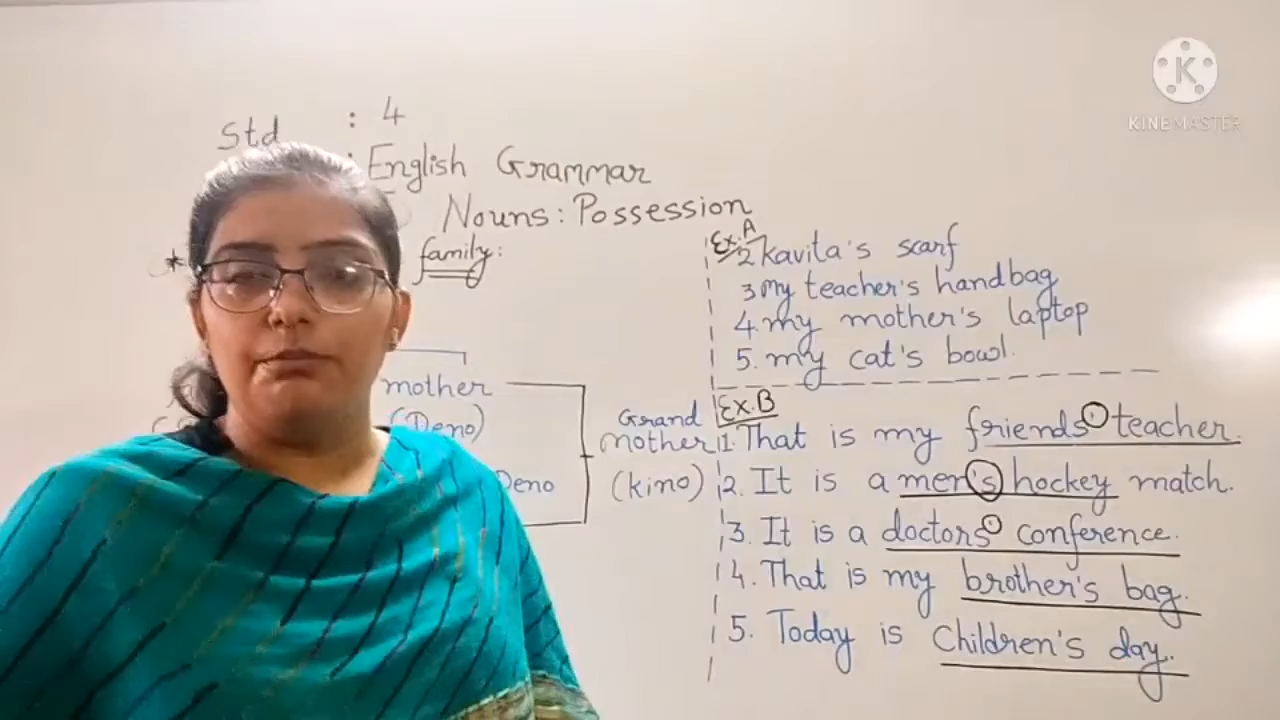 Std : 4
: English Grammar
Nouns: Possession
* family:
mother
(Deno)
Deno
Grand
mother
(kino)
Ex.A
2 kavita's scarf
3 my teacher's handbag
4. my mother's laptop
5. my cat's bowl.
Ex.B
1. That is my friends' teacher.
2. It is a men's hockey match.
3. It is a doctors' conference.
4. That is my brother's bag.
5. Today is Children's day.
K
KINEMASTER